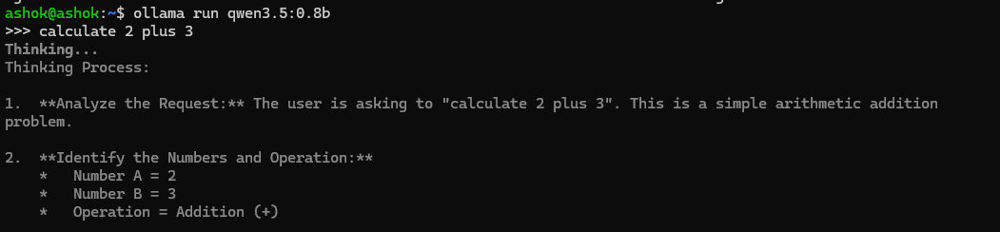 ashok@ashok:~$ ollama run qwen3.5:0.8b
>>> calculate 2 plus 3
Thinking...
Thinking Process:
1.  **Analyze the Request:** The user is asking to "calculate 2 plus 3". This is a simple arithmetic addition
problem.
2.  **Identify the Numbers and Operation:**
    *   Number A = 2
    *   Number B = 3
    *   Operation = Addition (+)